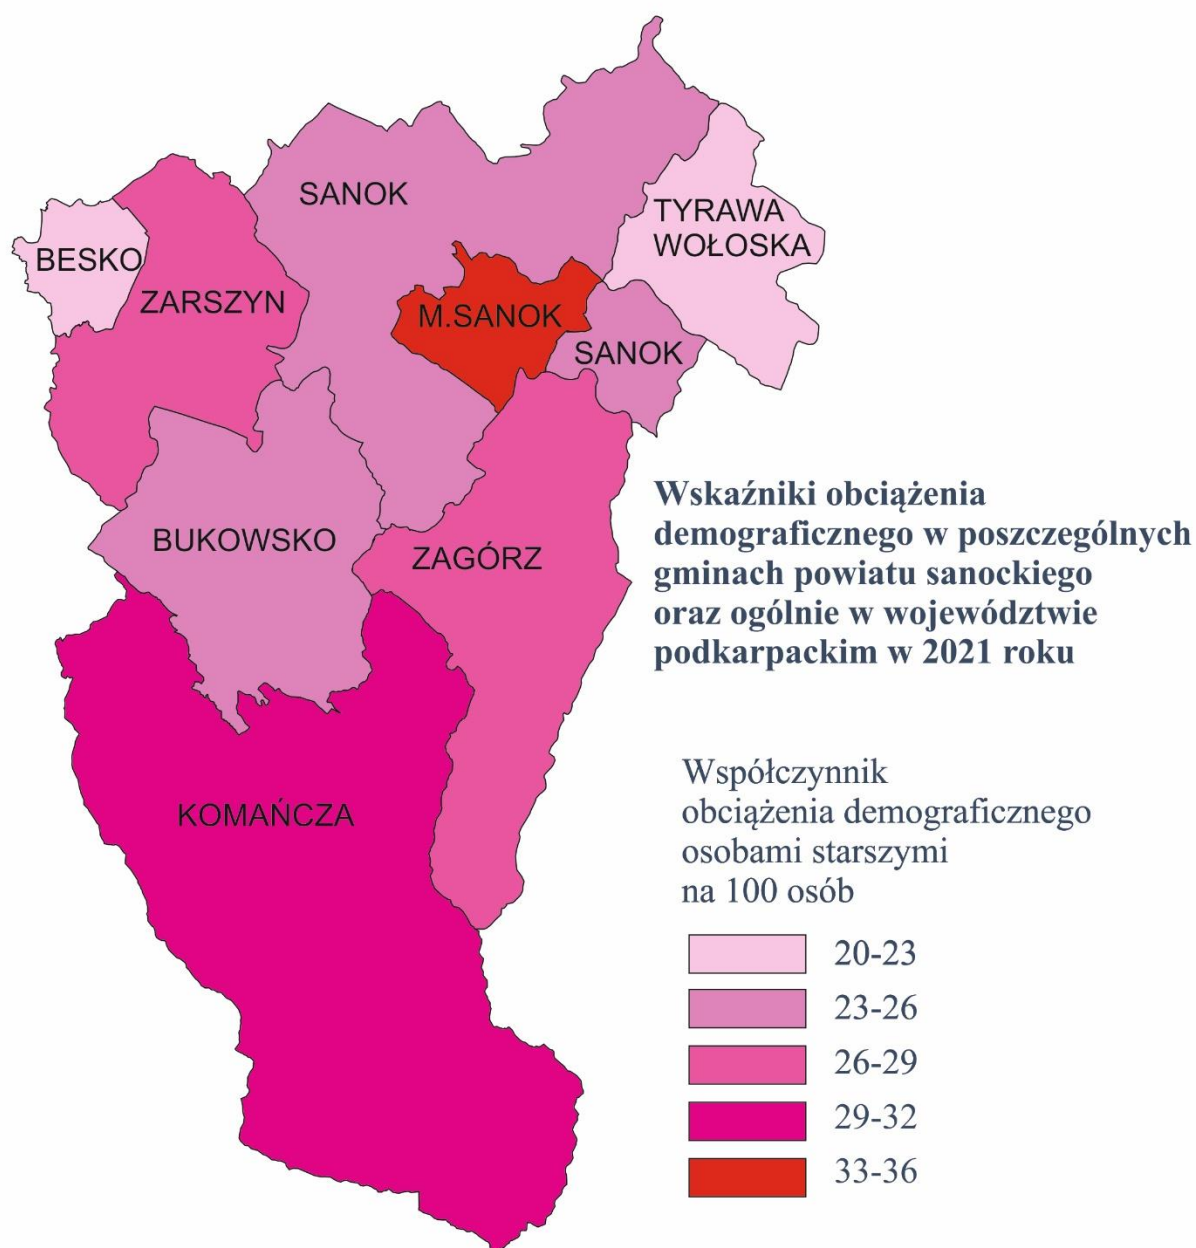 SANOK
TYRAWA
WOŁOSKA
BESKO
ZARSZYN
M.SANOK
SANOK
BUKOWSKO
ZAGÓRZ
KOMAŃCZA
Wskaźniki obciążenia
demograficznego w poszczególnych
gminach powiatu sanockiego
oraz ogólnie w województwie
podkarpackim w 2021 roku
Współczynnik
obciążenia demograficznego
osobami starszymi
na 100 osób
20-23
23-26
26-29
29-32
33-36